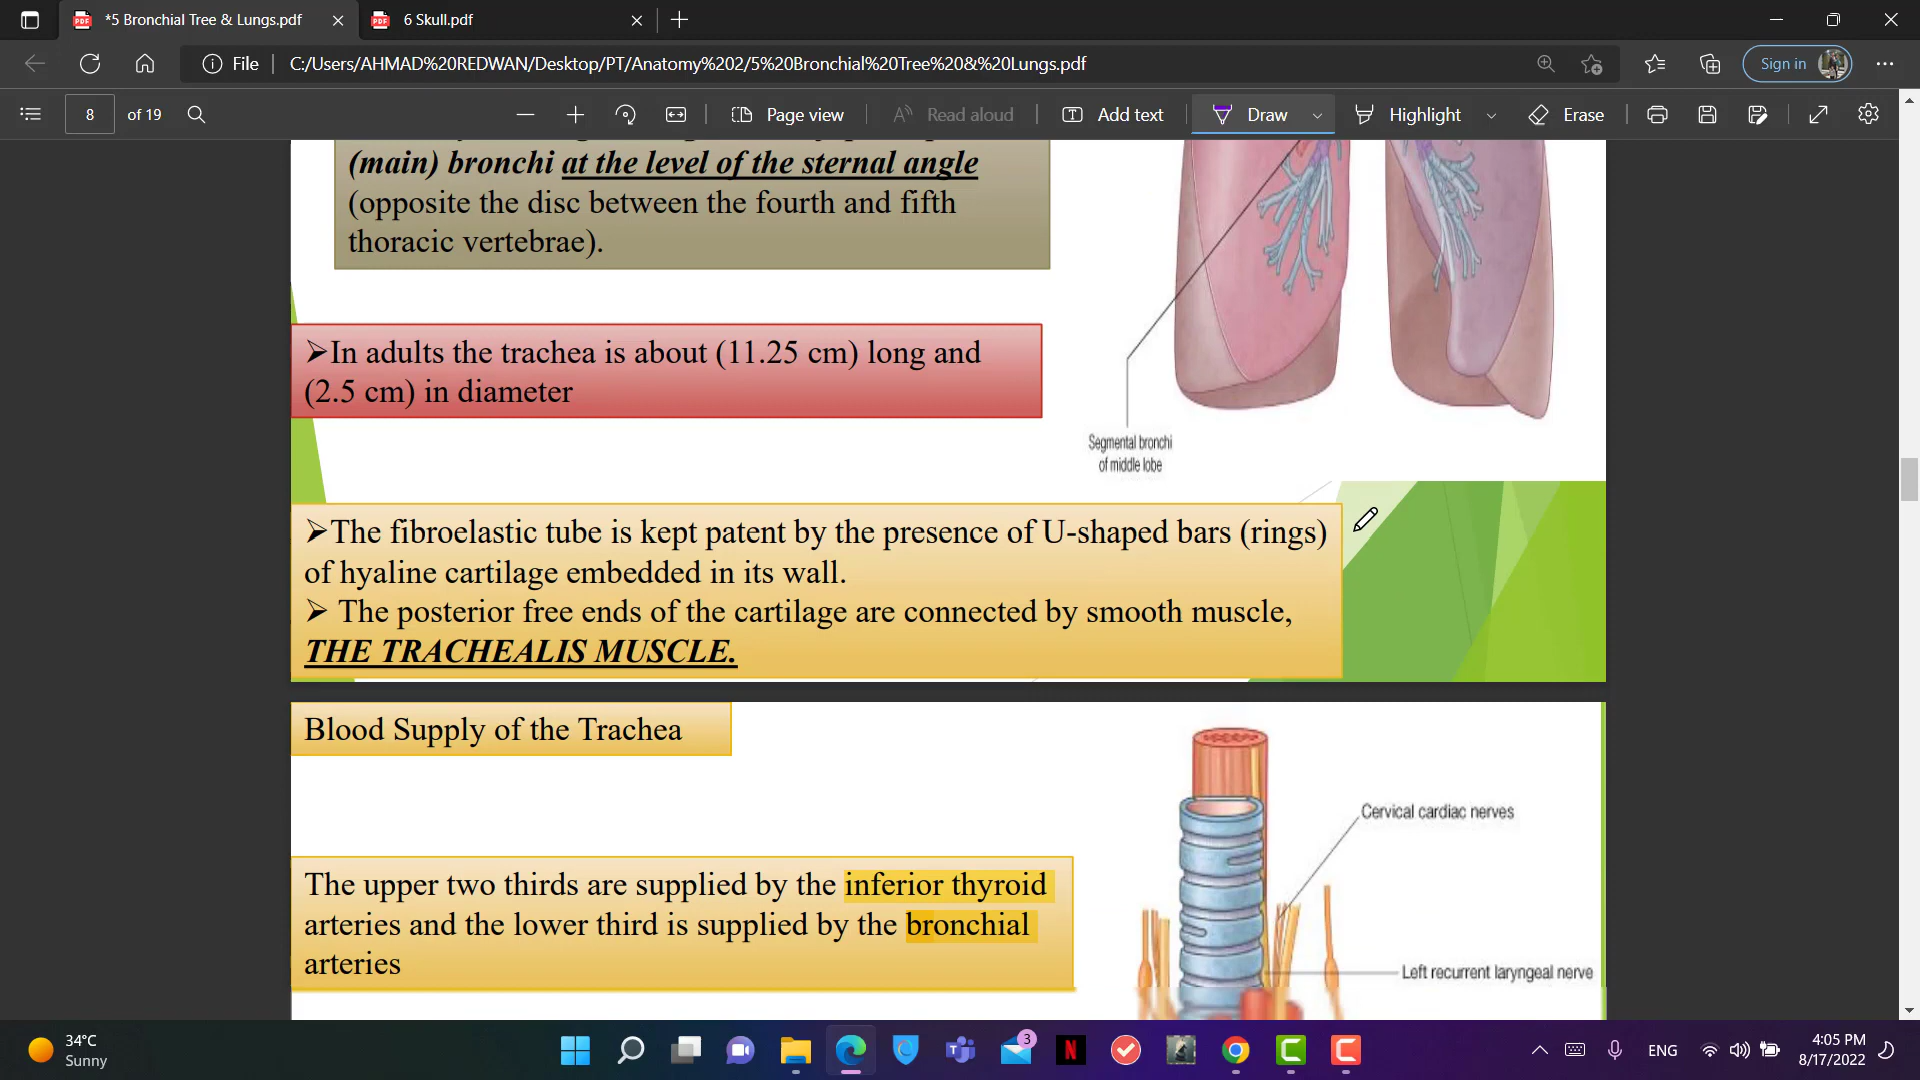 *5 Bronchial Tree & Lungs.pdf
6 Skull.pdf
File
C:/Users/AHMAD%20REDWAN/Desktop/PT/Anatomy%202/5%20Bronchial%20Tree%20&%20Lungs.pdf
Sign in
8 of 19
Page view
Read aloud
Add text
Draw
Highlight
Erase
(main) bronchi at the level of the sternal angle
(opposite the disc between the fourth and fifth
thoracic vertebrae).
➢In adults the trachea is about (11.25 cm) long and
(2.5 cm) in diameter
Segmental bronchi
of middle lobe
➢The fibroelastic tube is kept patent by the presence of U-shaped bars (rings)
of hyaline cartilage embedded in its wall.
➢ The posterior free ends of the cartilage are connected by smooth muscle,
THE TRACHEALIS MUSCLE.
Blood Supply of the Trachea
Cervical cardiac nerves
The upper two thirds are supplied by the inferior thyroid
arteries and the lower third is supplied by the bronchial
arteries
Left recurrent laryngeal nerve
34°C
Sunny
3
ENG
4:05 PM
8/17/2022